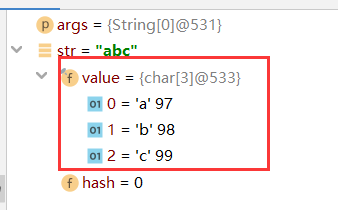 p args = {String[0]@531}
str = "abc"
f value = {char[3]@533}
01 0 = 'a' 97
01 1 = 'b' 98
01 2 = 'c' 99
f hash = 0